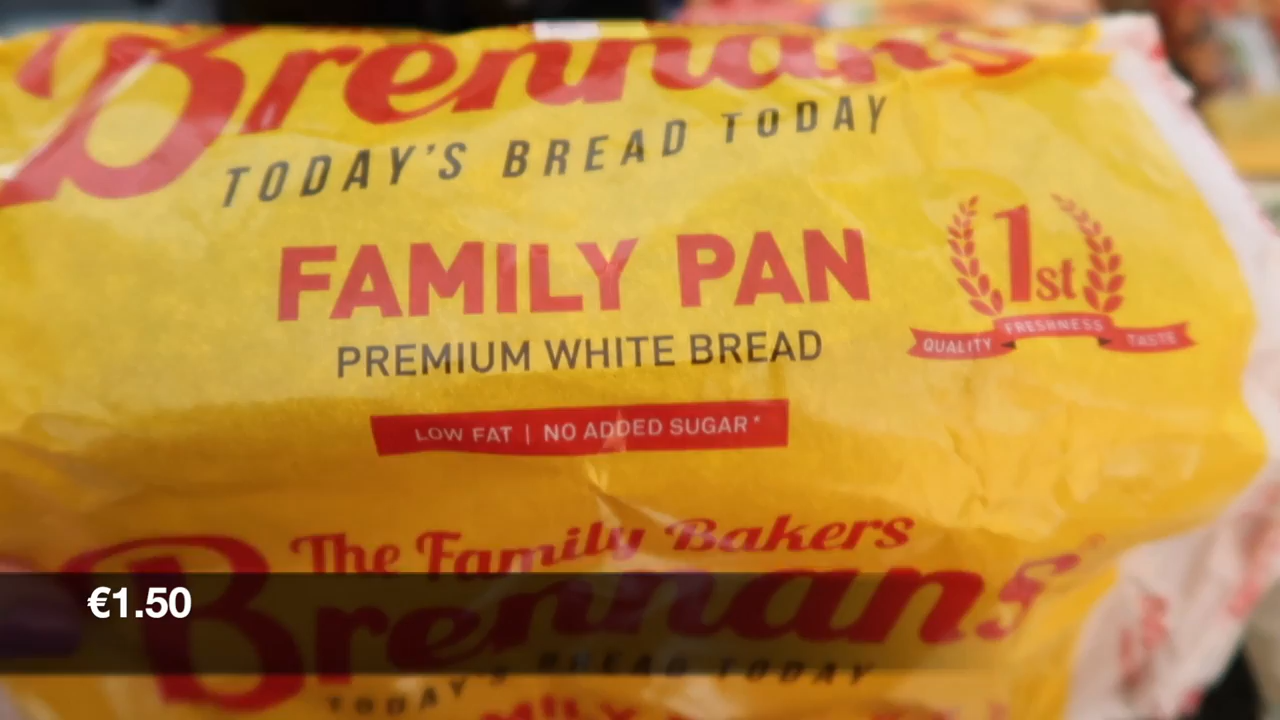 Brennans
TODAY'S BREAD TODAY
FAMILY PAN
PREMIUM WHITE BREAD
1st
QUALITY FRESHNESS TASTE
LOW FAT | NO ADDED SUGAR*
The Family Bakers
Brennans
€1.50
TODAY'S BREAD TODAY